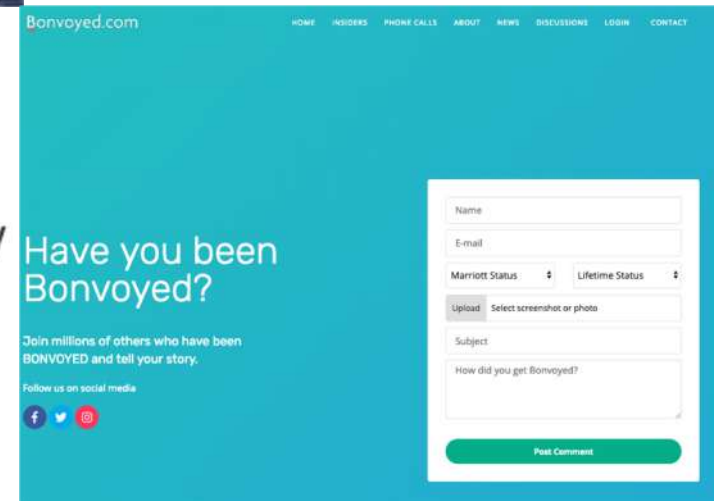 Bonvoyed.com
HOME INSIDERS PHONE CALLS ABOUT NEWS DISCUSSIONS LOGIN CONTACT
Have you been
Bonvoyed?
Join millions of others who have been
BONVOYED and tell your story.
Follow us on social media
Name
E-mail
Marriott Status Lifetime Status
Upload Select screenshot or photo
Subject
How did you get Bonvoyed?
Post Comment